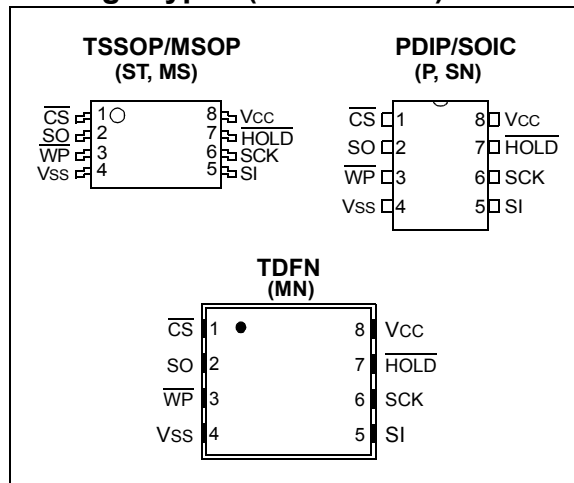 TSSOP/MSOP
(ST, MS)
CS 1 8 VCC
SO 2 7 HOLD
WP 3 6 SCK
VSS 4 5 SI
PDIP/SOIC
(P, SN)
CS 1 8 VCC
SO 2 7 HOLD
WP 3 6 SCK
VSS 4 5 SI
TDFN
(MN)
CS 1 8 VCC
SO 2 7 HOLD
WP 3 6 SCK
VSS 4 5 SI